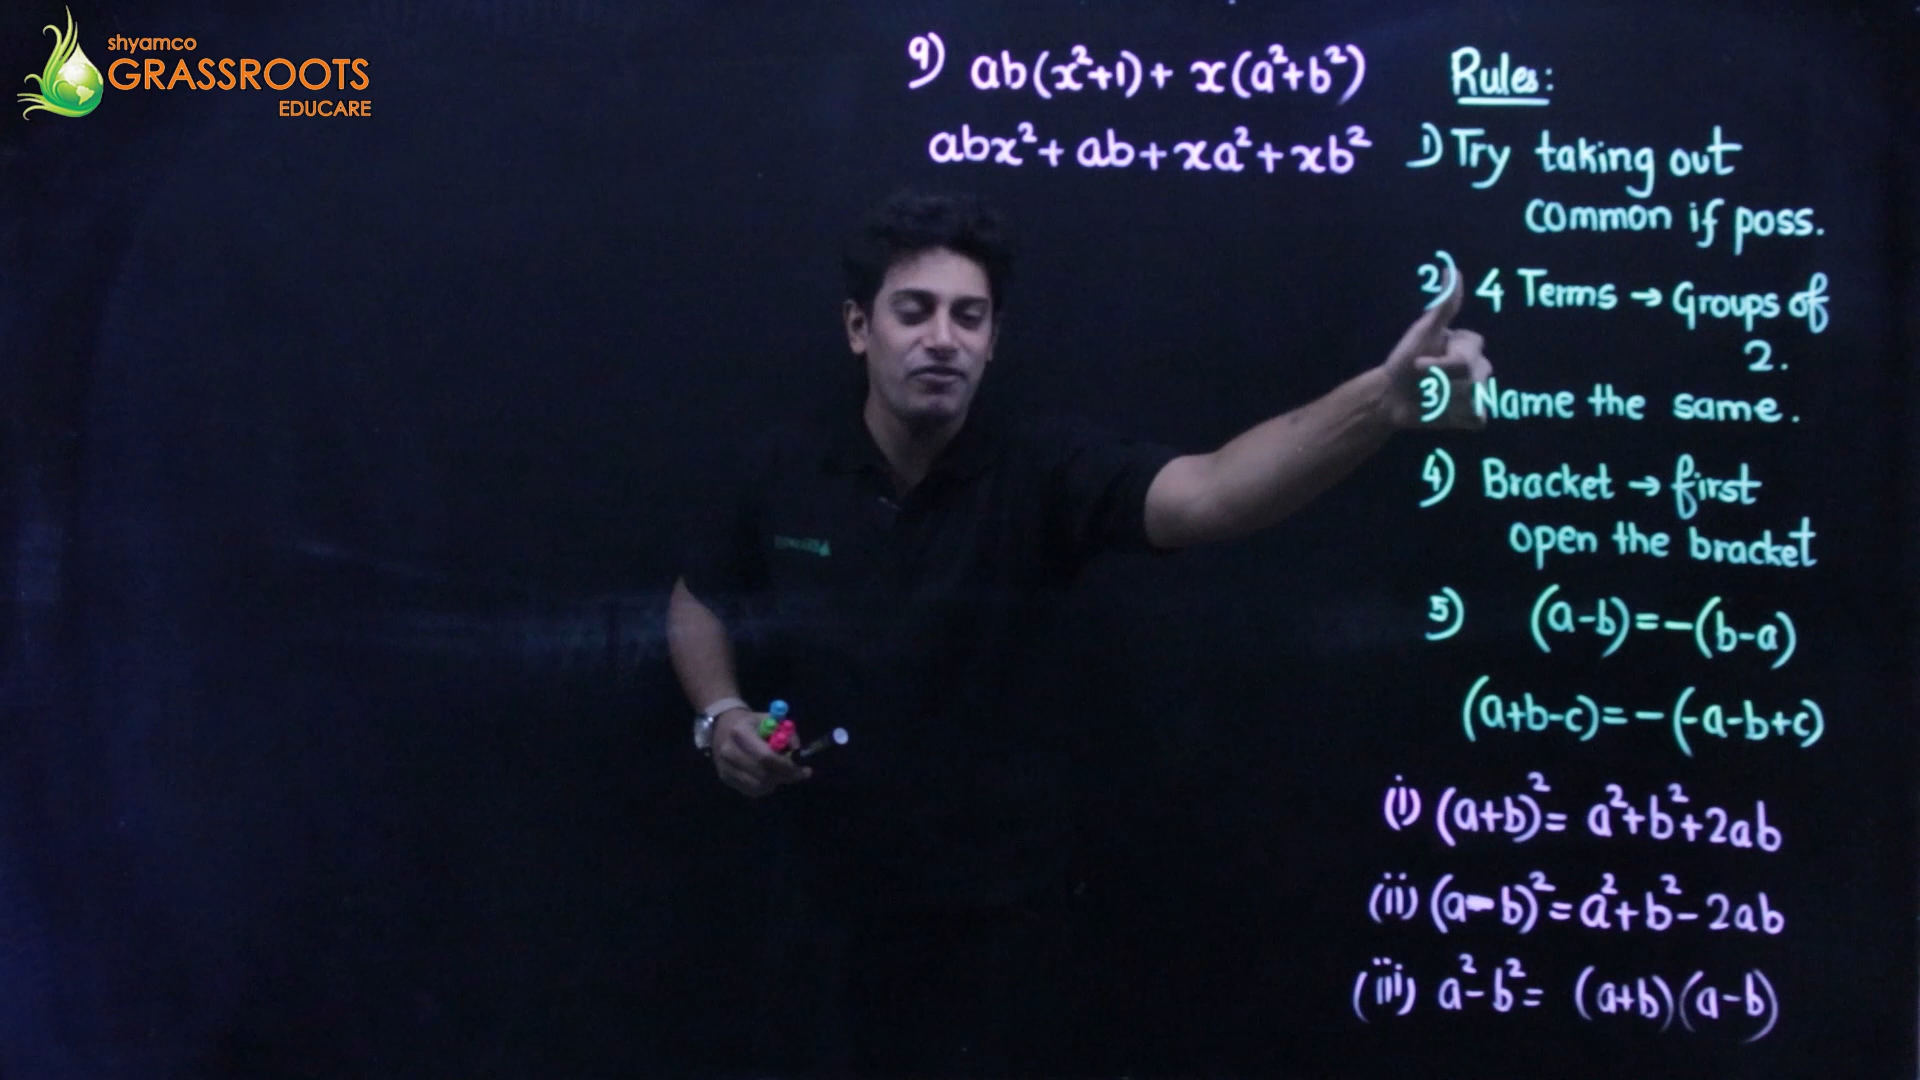 shyamco
GRASSROOTS
EDUCARE
9) ab(x²+1) + x(a²+b²)
abx² + ab + xa² + xb²
Rules:
1) Try taking out
common if poss.
2) 4 Terms → Groups of
2.
3) Name the same.
4) Bracket → first
open the bracket
5) (a-b)=-(b-a)
(a+b-c)=-(-a-b+c)
(i) (a+b)²= a²+b²+2ab
(ii) (a-b)²=a²+b²-2ab
(iii) a²-b²= (a+b)(a-b)